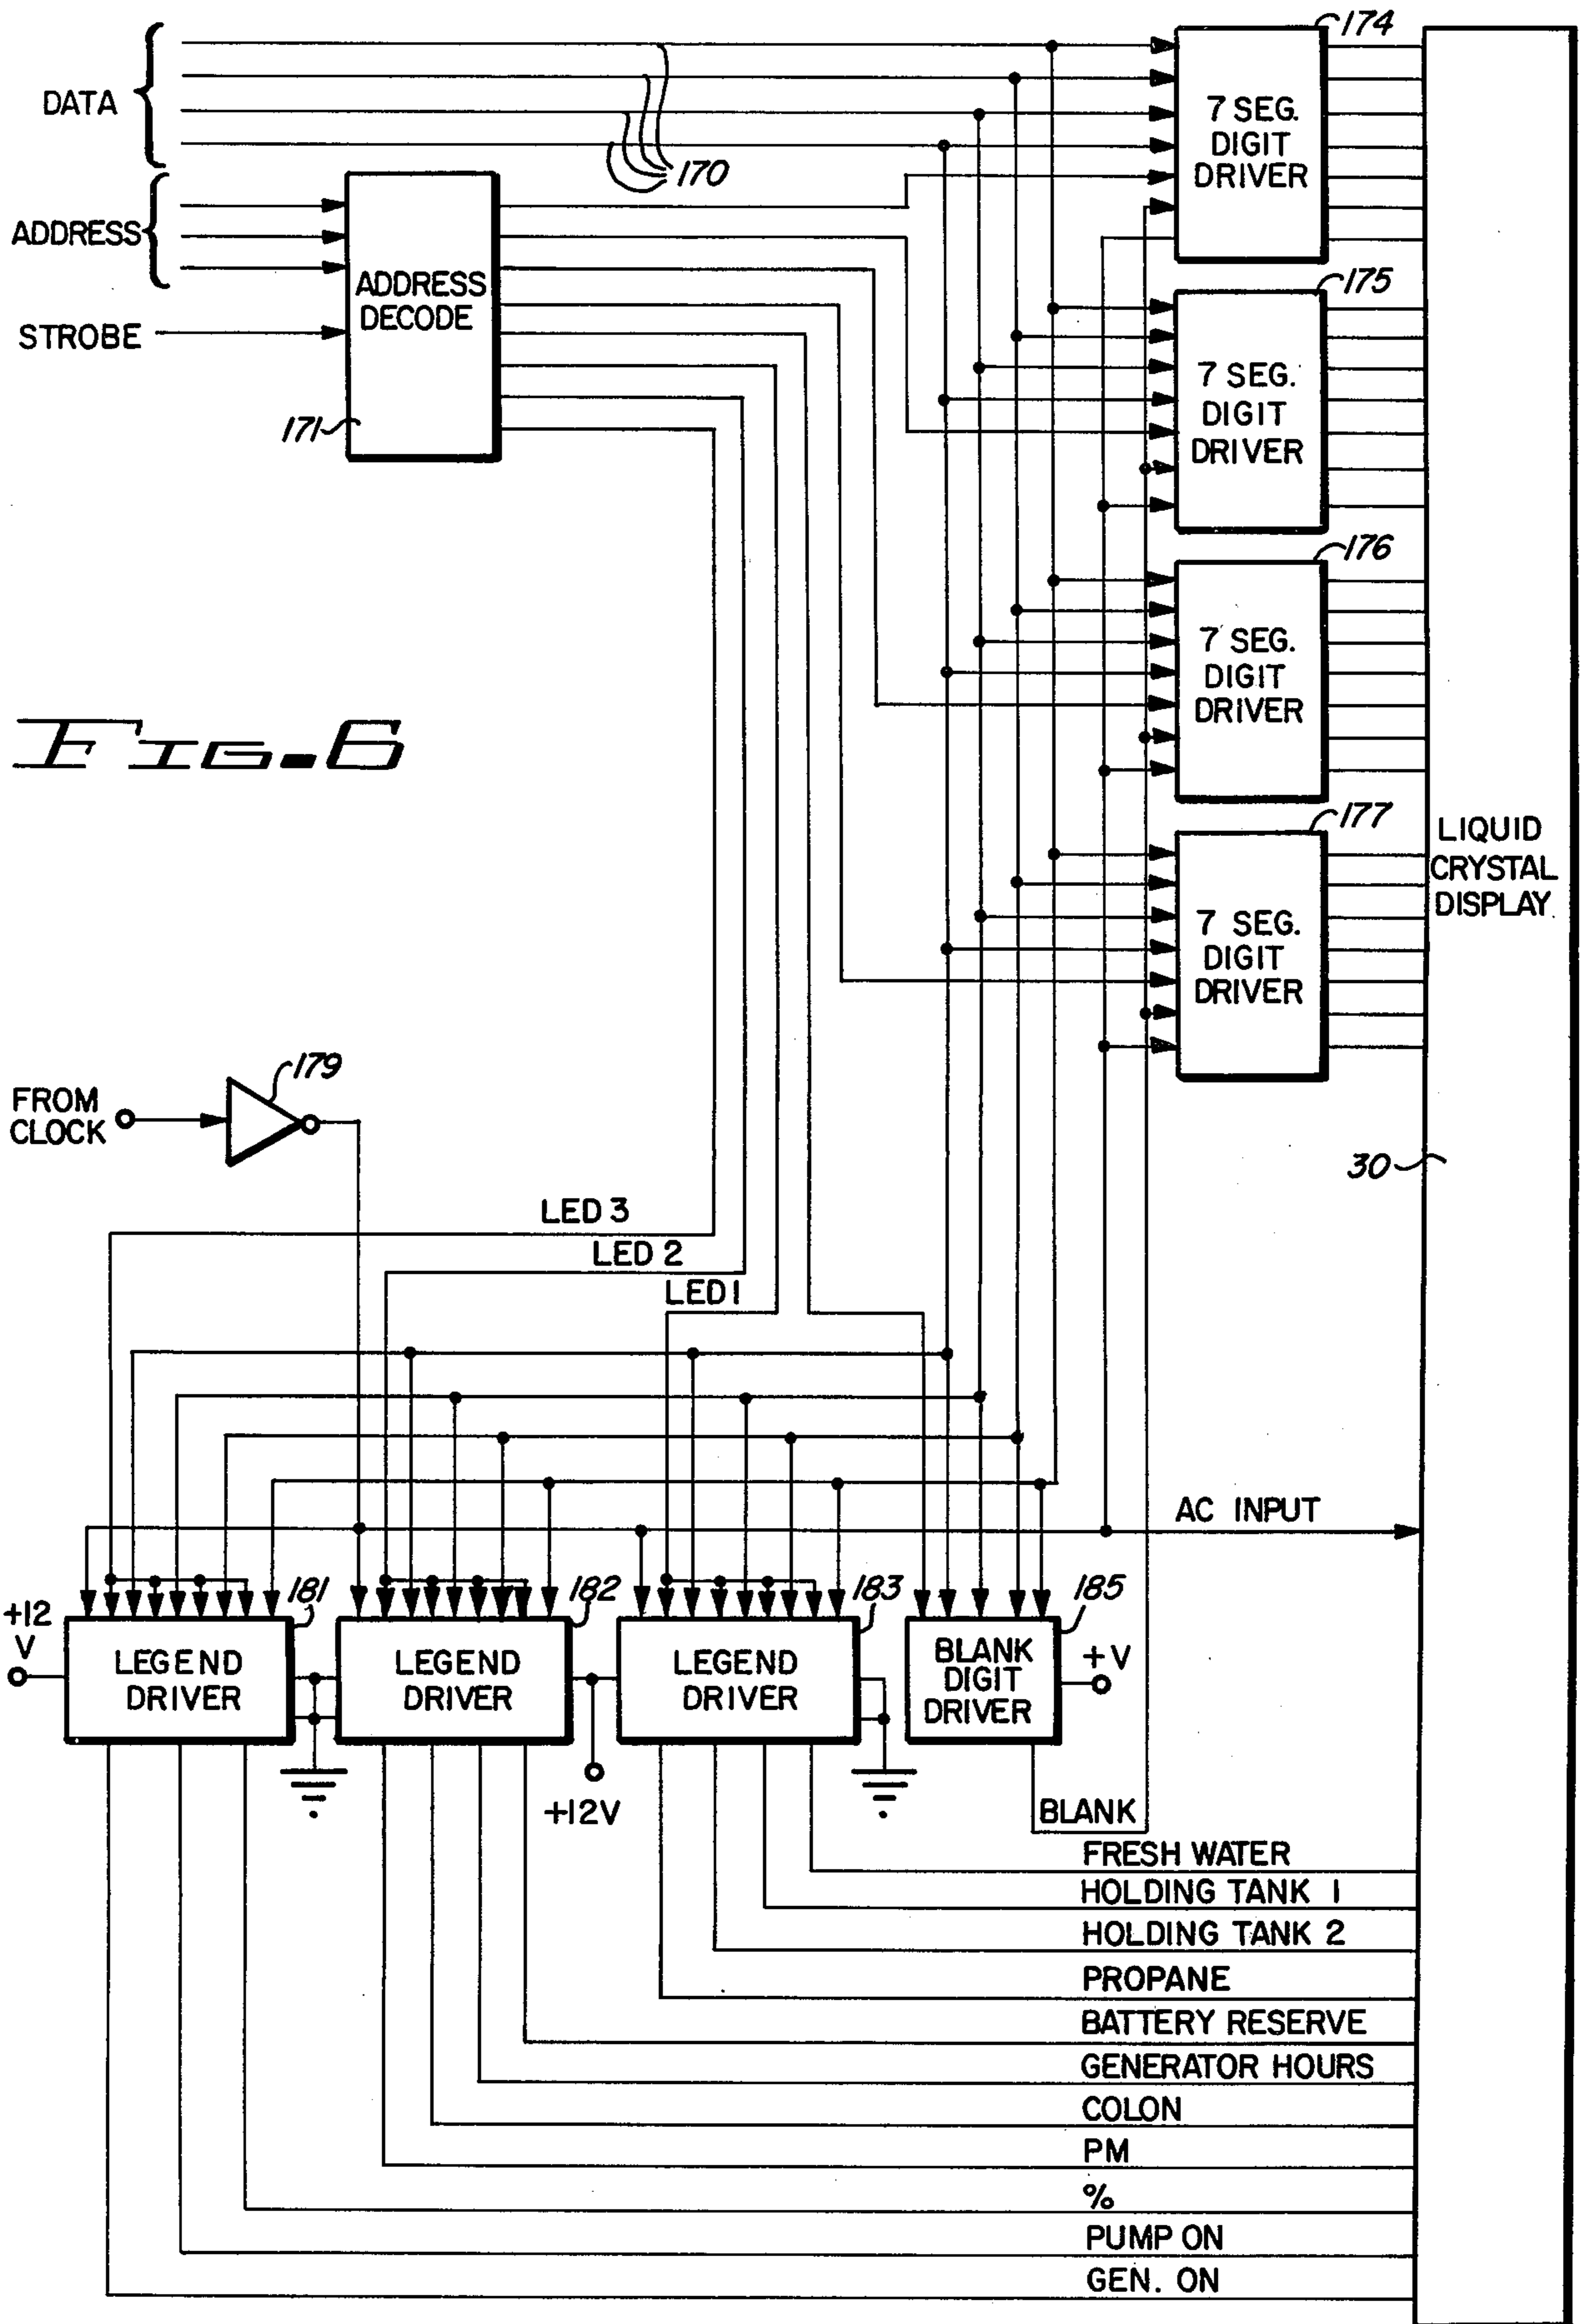 174
DATA
7 SEG.
DIGIT
DRIVER
170
ADDRESS
ADDRESS
DECODE
STROBE
171
175
7 SEG.
DIGIT
DRIVER
176
7 SEG.
DIGIT
DRIVER
FIG. 6
177
7 SEG.
DIGIT
DRIVER
LIQUID
CRYSTAL
DISPLAY
179
FROM
CLOCK
30
LED 3
LED 2
LED 1
AC INPUT
181
182
183
185
+12
V
LEGEND
DRIVER
LEGEND
DRIVER
LEGEND
DRIVER
BLANK
DIGIT
DRIVER
+V
+12V
BLANK
FRESH WATER
HOLDING TANK 1
HOLDING TANK 2
PROPANE
BATTERY RESERVE
GENERATOR HOURS
COLON
PM
%
PUMP ON
GEN. ON